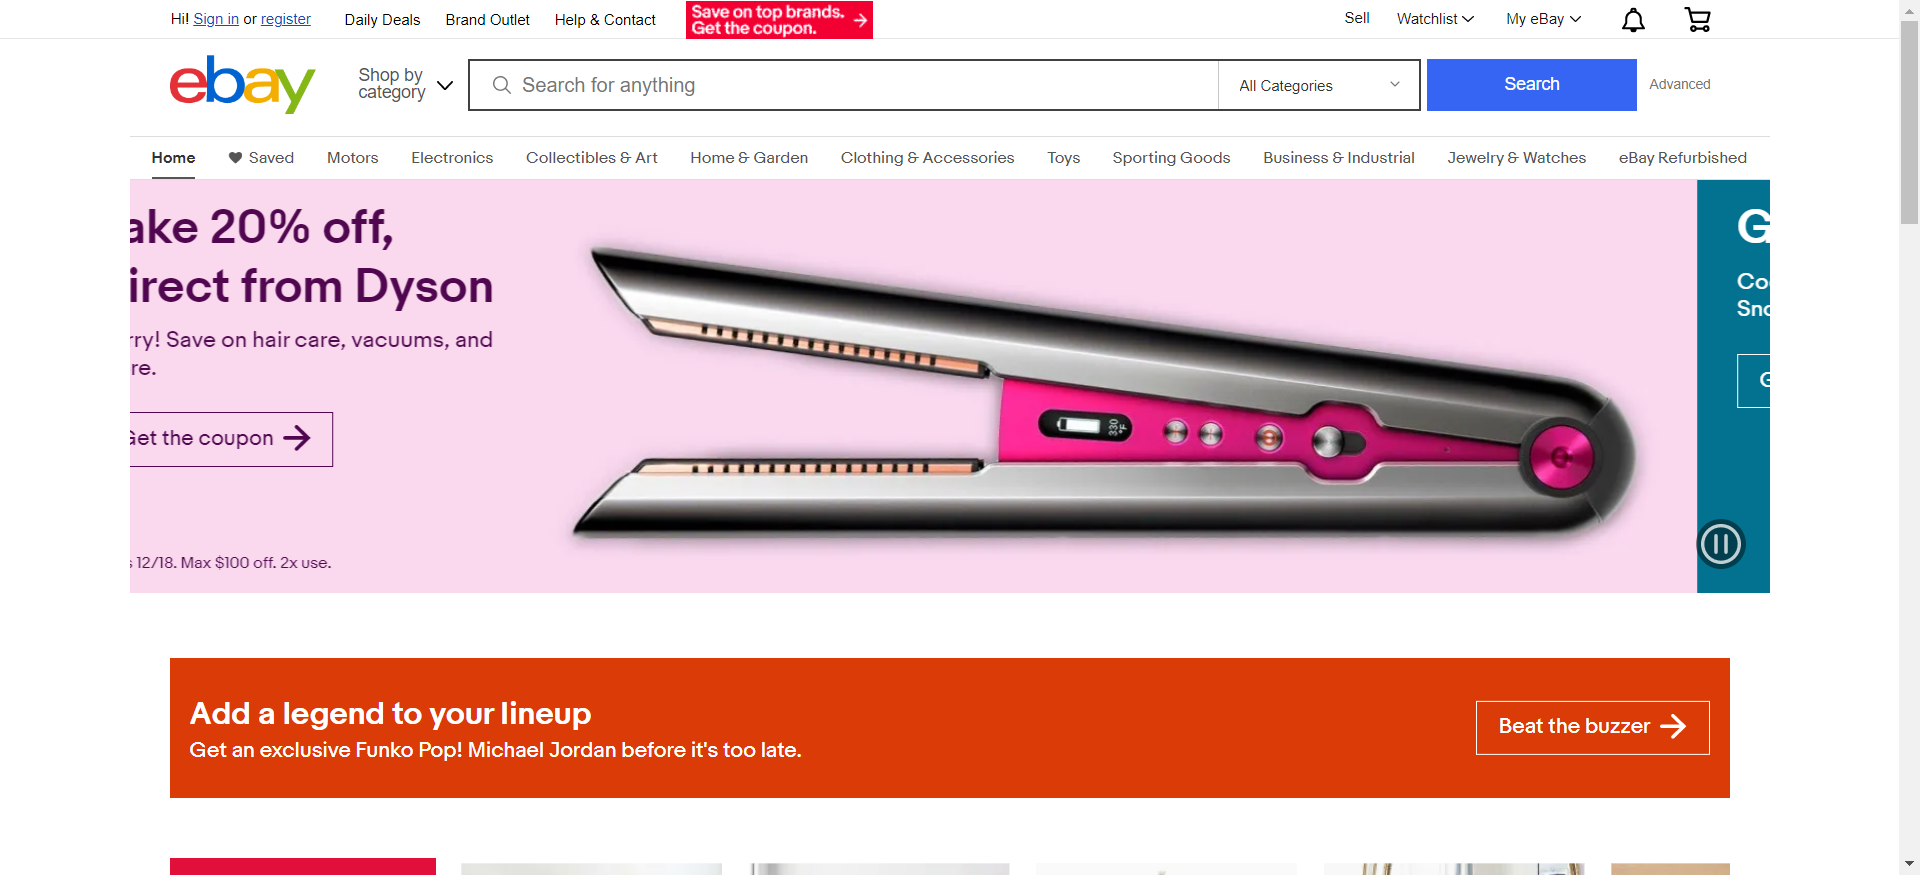 Hi! Sign in or register
Daily Deals
Brand Outlet
Help & Contact
Save on top brands.
Get the coupon.
Sell
Watchlist
My eBay
ebay
Shop by
category
Search for anything
All Categories
Search
Advanced
Home
Saved
Motors
Electronics
Collectibles & Art
Home & Garden
Clothing & Accessories
Toys
Sporting Goods
Business & Industrial
Jewelry & Watches
eBay Refurbished
ake 20% off,
irect from Dyson
rry! Save on hair care, vacuums, and
re.
Get the coupon
s 12/18. Max $100 off. 2x use.
330
°F
G
Co
Sno
G
Add a legend to your lineup
Get an exclusive Funko Pop! Michael Jordan before it's too late.
Beat the buzzer